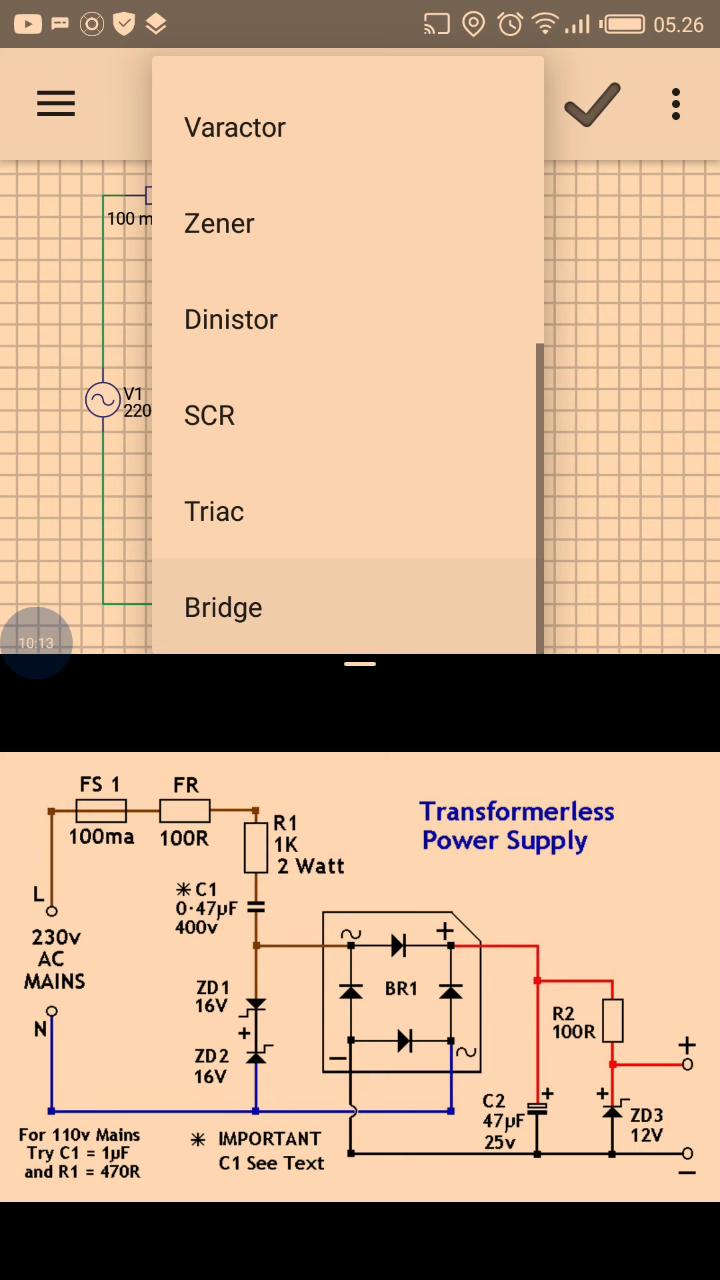 05.26
Varactor
100 m
Zener
Dinistor
V1
220
SCR
Triac
Bridge
10:13
FS 1
100ma
FR
100R
R1
1K
2 Watt
Transformerless
Power Supply
* C1
0·47µF
400v
L
230v
AC
MAINS
N
ZD1
16V
+
ZD2
16V
~
+
BR1
−
~
R2
100R
+
C2
47µF
25v
+
+
ZD3
12V
−
For 110v Mains
Try C1 = 1µF
and R1 = 470R
* IMPORTANT
C1 See Text